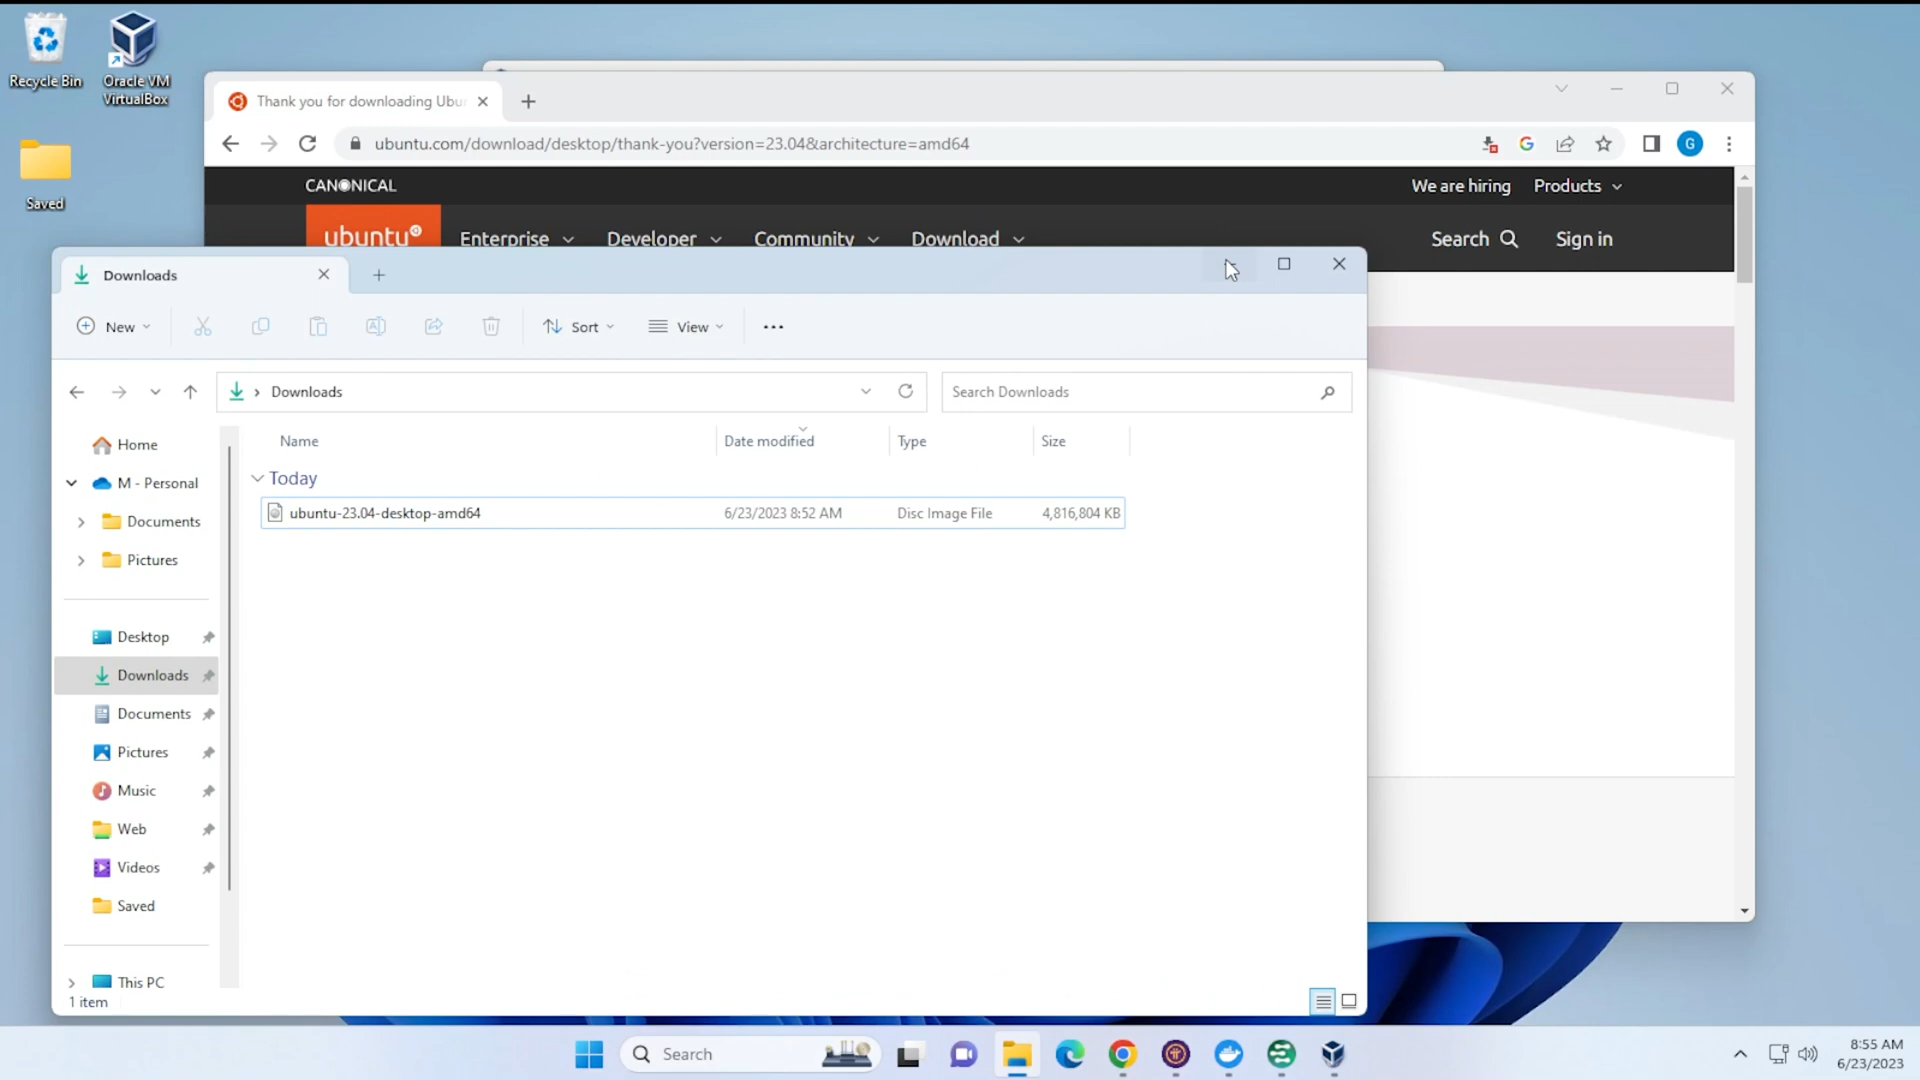 Recycle Bin
Oracle VM
VirtualBox
Saved
Thank you for downloading Ubu
ubuntu.com/download/desktop/thank-you?version=23.04&architecture=amd64
G
CANONICAL
We are hiring
Products
ubuntu
Enterprise
Developer
Community
Download
Search
Sign in
Downloads
New
Sort
View
Downloads
Search Downloads
Name
Date modified
Type
Size
Today
ubuntu-23.04-desktop-amd64
6/23/2023 8:52 AM
Disc Image File
4,816,804 KB
Home
M - Personal
Documents
Pictures
Desktop
Downloads
Documents
Pictures
Music
Web
Videos
Saved
This PC
1 item
Search
8:55 AM
6/23/2023